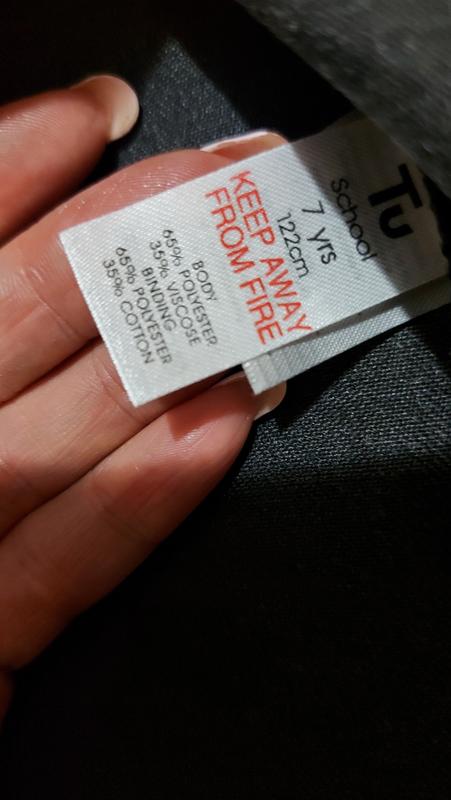 Tu
School
7 yrs
122cm
KEEP AWAY
FROM FIRE
BODY
65% POLYESTER
35% VISCOSE
BINDING
65% POLYESTER
35% COTTON